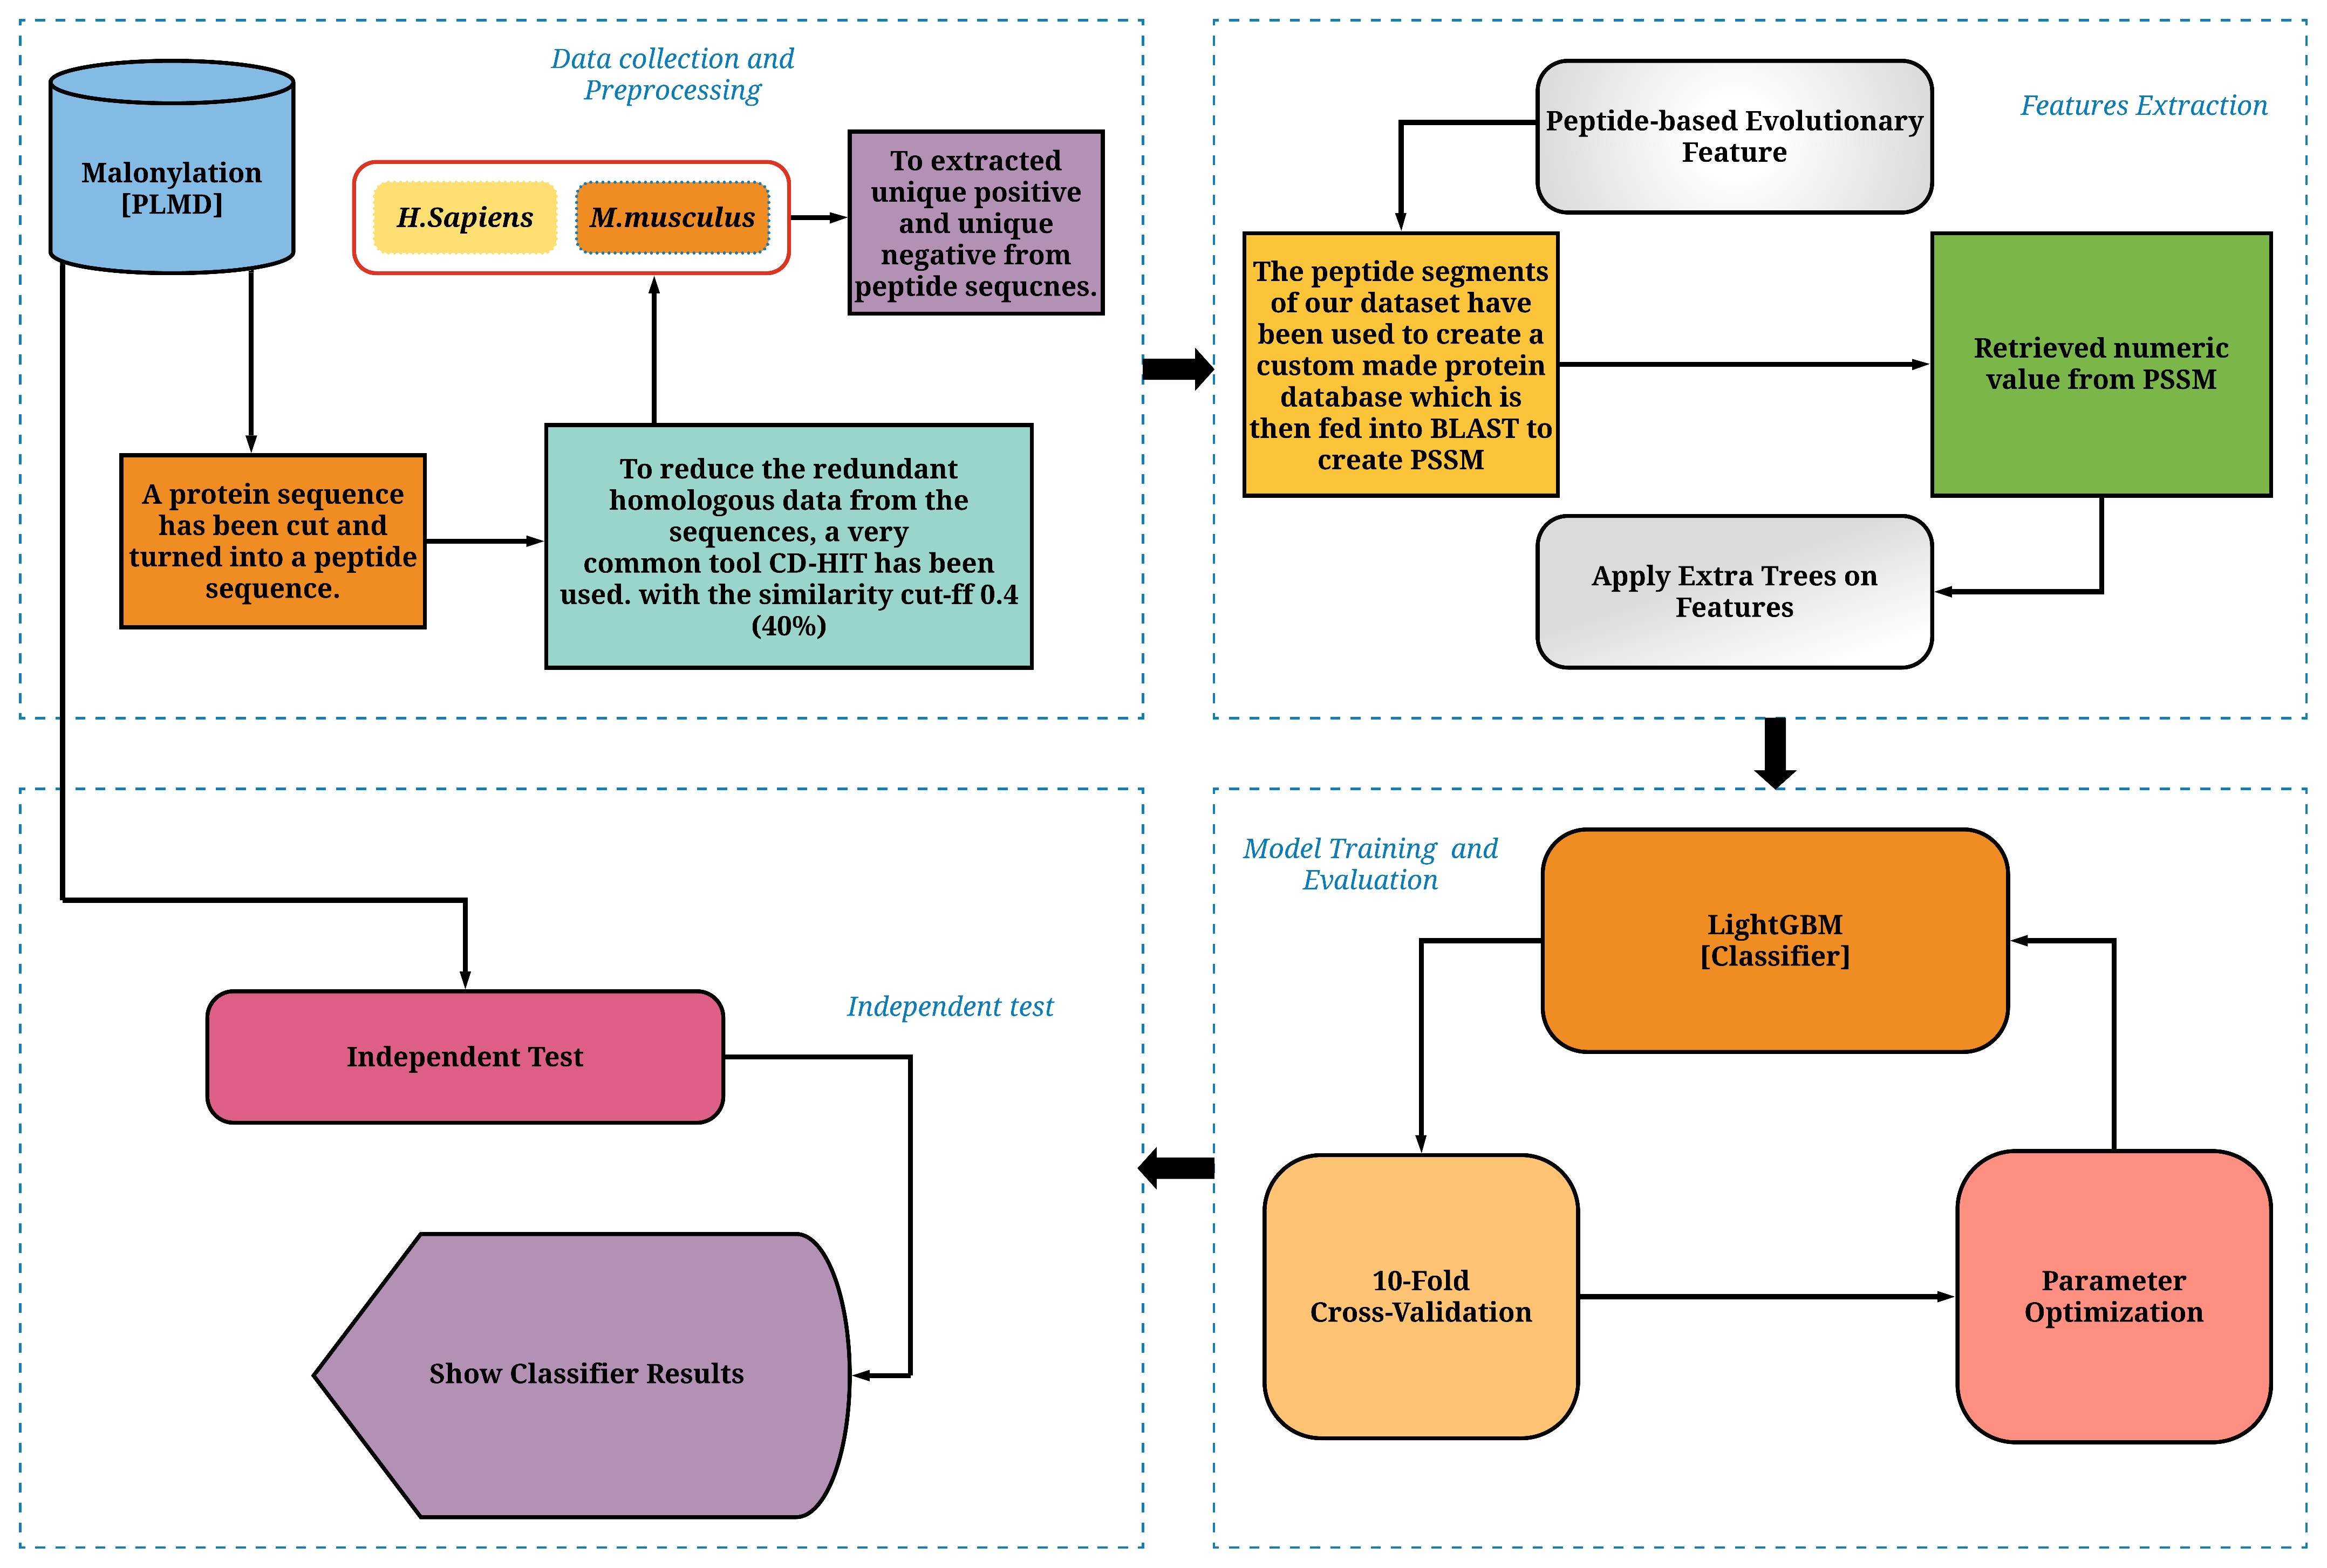 Data collection and
Preprocessing
Malonylation
[PLMD]
H.Sapiens
M.musculus
To extracted
unique positive
and unique
negative from
peptide sequcnes.
A protein sequence
has been cut and
turned into a peptide
sequence.
To reduce the redundant
homologous data from the
sequences, a very
common tool CD-HIT has been
used. with the similarity cut-ff 0.4
(40%)
Features Extraction
Peptide-based Evolutionary
Feature
The peptide segments
of our dataset have
been used to create a
custom made protein
database which is
then fed into BLAST to
create PSSM
Retrieved numeric
value from PSSM
Apply Extra Trees on
Features
Model Training and
Evaluation
LightGBM
[Classifier]
10-Fold
Cross-Validation
Parameter
Optimization
Independent test
Independent Test
Show Classifier Results